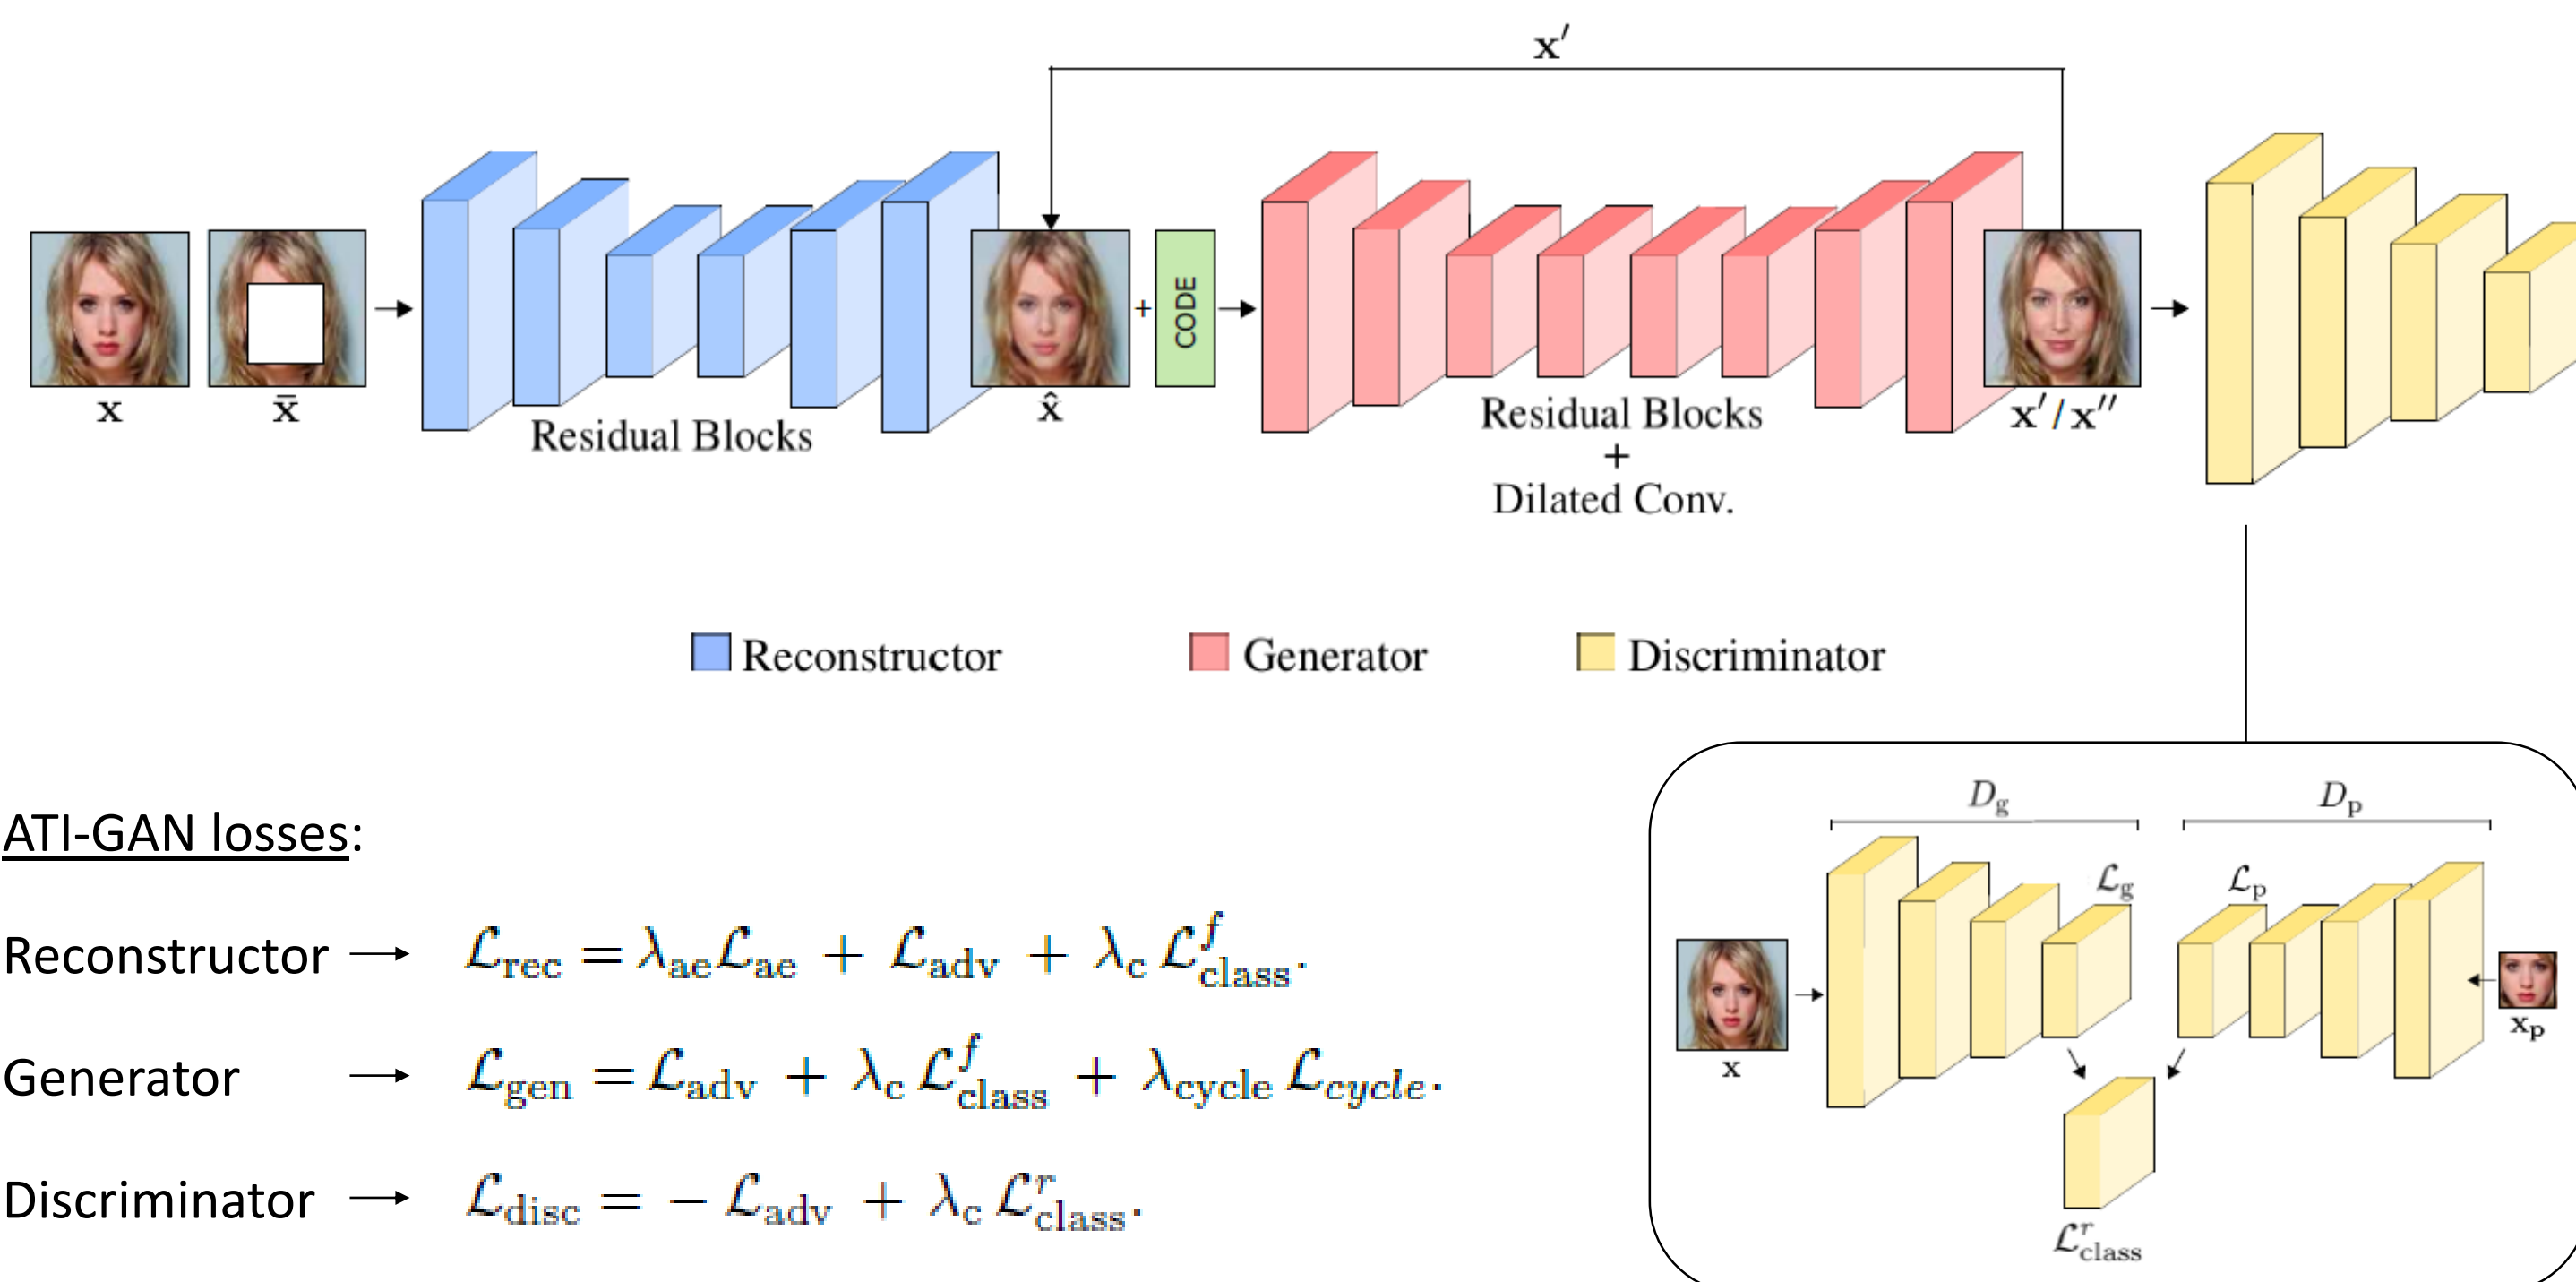 x′
CODE
x
x̄
x̂
x′/x′′
Residual Blocks
Residual Blocks
+
Dilated Conv.
+
Reconstructor
Generator
Discriminator
ATI-GAN losses:
Reconstructor → ℒ_rec = λ_ae ℒ_ae + ℒ_adv + λ_c ℒ^f_class.
Generator → ℒ_gen = ℒ_adv + λ_c ℒ^f_class + λ_cycle ℒ_cycle.
Discriminator → ℒ_disc = − ℒ_adv + λ_c ℒ^r_class.
D_g
D_p
ℒ_g
ℒ_p
x
x_p
ℒ^r_class